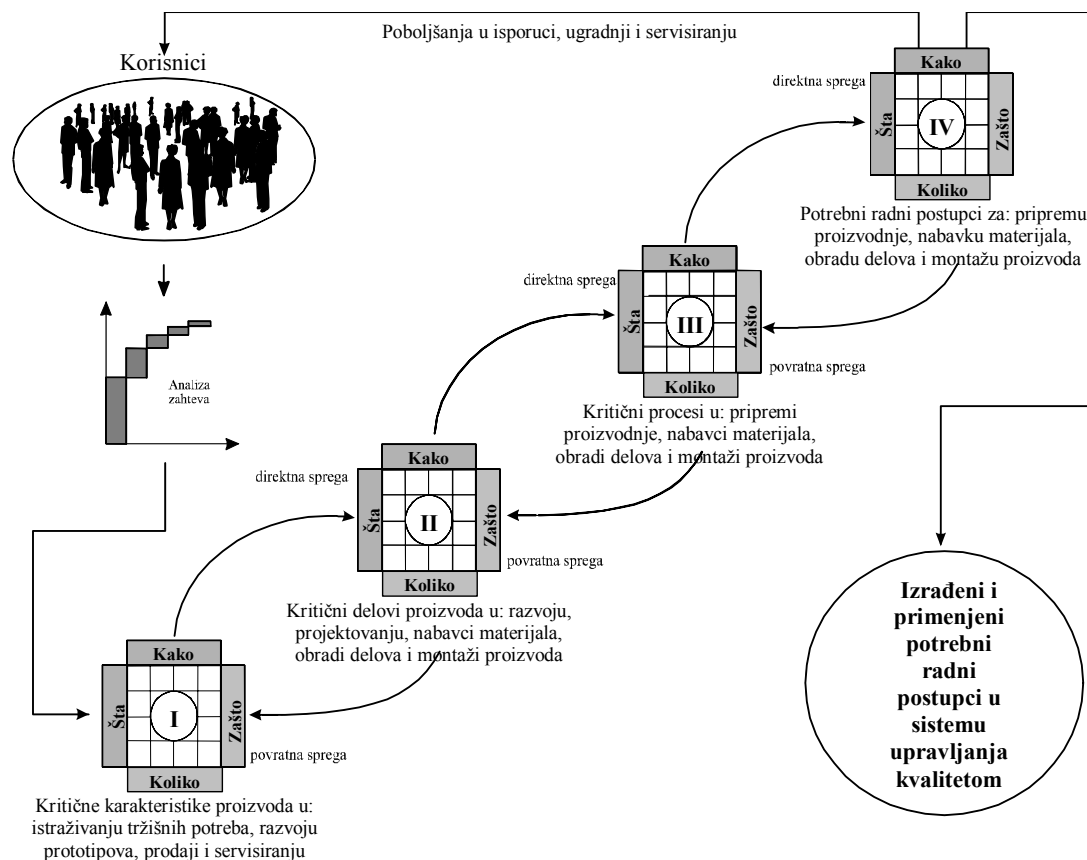 Poboljšanja u isporuci, ugradnji i servisiranju
Korisnici
Analiza
zahteva
direktna sprega
Kako
Šta
IV
Zašto
Koliko
Potrebni radni postupci za: pripremu
proizvodnje, nabavku materijala,
obradu delova i montažu proizvoda
direktna sprega
Kako
Šta
III
Zašto
Koliko
povratna sprega
Kritični procesi u: pripremi
proizvodnje, nabavci materijala,
obradi delova i montaži proizvoda
direktna sprega
Kako
Šta
II
Zašto
Koliko
povratna sprega
Kritični delovi proizvoda u: razvoju,
projektovanju, nabavci materijala,
obradi delova i montaži proizvoda
Kako
Šta
I
Zašto
Koliko
povratna sprega
Kritične karakteristike proizvoda u:
istraživanju tržišnih potreba, razvoju
prototipova, prodaji i servisiranju
Izrađeni i
primenjeni
potrebni
radni
postupci u
sistemu
upravljanja
kvalitetom